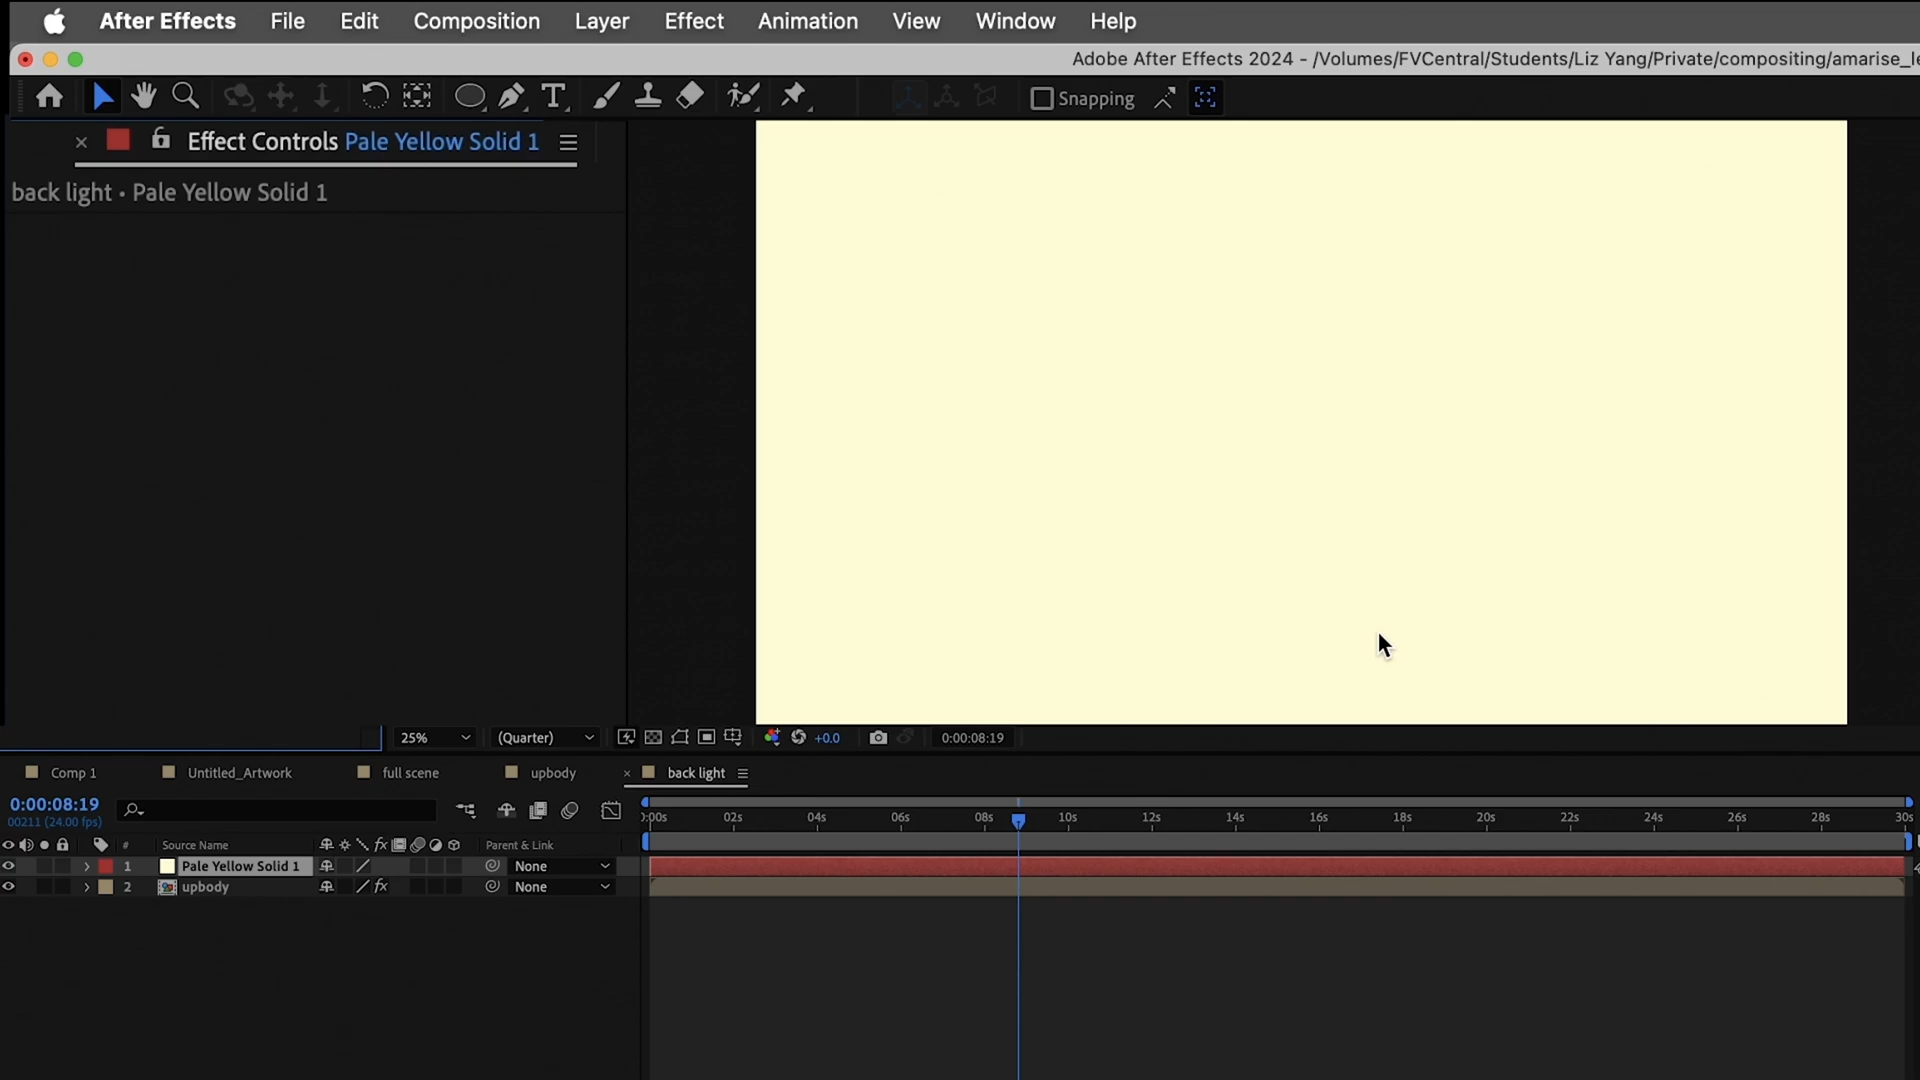 After Effects File Edit Composition Layer Effect Animation View Window Help
Adobe After Effects 2024 - /Volumes/FVCentral/Students/Liz Yang/Private/compositing/amarise_le
Snapping
Effect Controls Pale Yellow Solid 1
back light • Pale Yellow Solid 1
25% (Quarter) +0.0 0:00:08:19
Comp 1 Untitled_Artwork full scene upbody back light
0:00:08:19
00211 (24.00 fps)
0:00s 02s 04s 06s 08s 10s 12s 14s 16s 18s 20s 22s 24s 26s 28s 30s
# Source Name fx Parent & Link
1 Pale Yellow Solid 1 None
2 upbody fx None